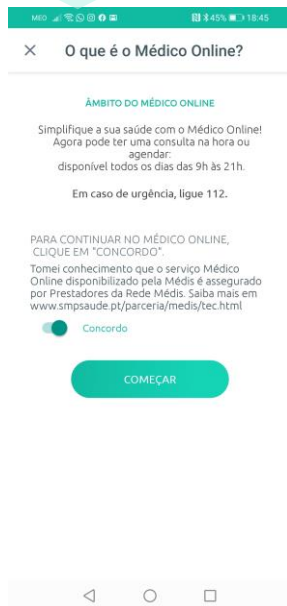 MEO 45% 18:45
O que é o Médico Online?
ÂMBITO DO MÉDICO ONLINE
Simplifique a sua saúde com o Médico Online!
Agora pode ter uma consulta na hora ou
agendar:
disponível todos os dias das 9h às 21h.
Em caso de urgência, ligue 112.
PARA CONTINUAR NO MÉDICO ONLINE,
CLIQUE EM "CONCORDO".
Tomei conhecimento que o serviço Médico
Online disponibilizado pela Médis é assegurado
por Prestadores da Rede Médis. Saiba mais em
www.smpsaude.pt/parceria/medis/tec.html
Concordo
COMEÇAR